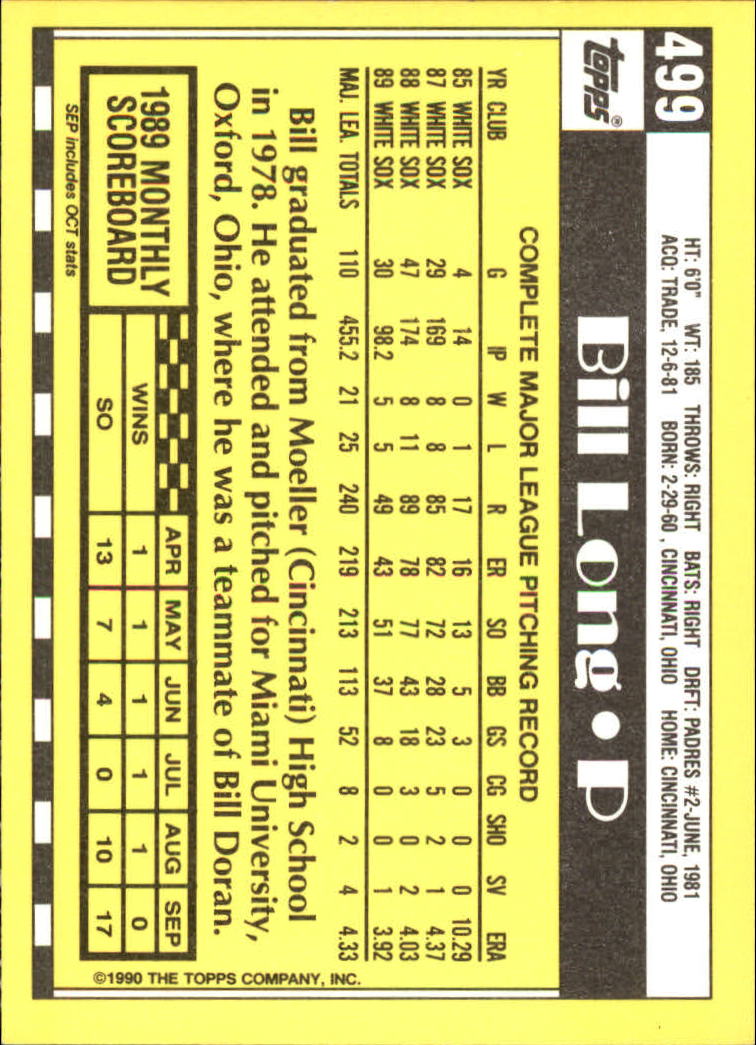 499
HT: 6'0" WT: 185 THROWS: RIGHT BATS: RIGHT DRFT: PADRES #2-JUNE, 1981
ACQ: TRADE, 12-6-81 BORN: 2-29-60 , CINCINNATI, OHIO HOME: CINCINNATI, OHIO
topps®
Bill Long • P
COMPLETE MAJOR LEAGUE PITCHING RECORD
YR CLUB G IP W L R ER SO BB GS CG SHO SV ERA
85 WHITE SOX 4 14 0 1 17 16 13 5 3 0 0 0 10.29
87 WHITE SOX 29 169 8 8 85 82 72 28 23 5 2 1 4.37
88 WHITE SOX 47 174 8 11 89 78 77 43 18 3 0 2 4.03
89 WHITE SOX 30 98.2 5 5 49 43 51 37 8 0 0 1 3.92
MAJ. LEA. TOTALS 110 455.2 21 25 240 219 213 113 52 8 2 4 4.33
Bill graduated from Moeller (Cincinnati) High School
in 1978. He attended and pitched for Miami University,
Oxford, Ohio, where he was a teammate of Bill Doran.
1989 MONTHLY
SCOREBOARD
APR MAY JUN JUL AUG SEP
WINS 1 1 1 1 1 0
SO 13 7 4 0 10 17
SEP includes OCT stats
©1990 THE TOPPS COMPANY, INC.